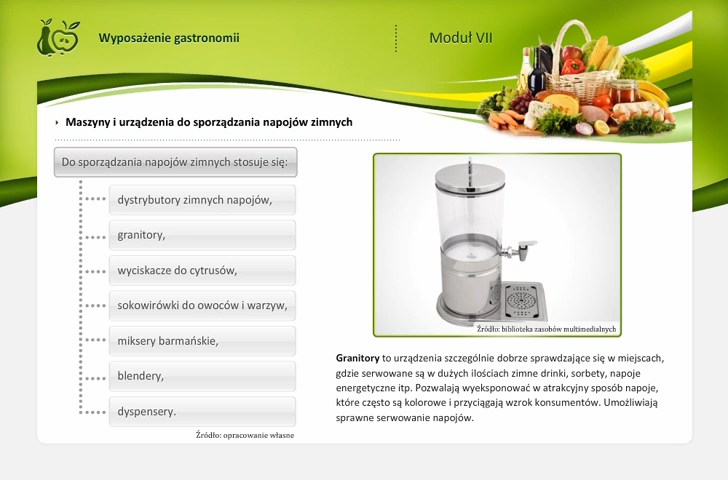 Wyposażenie gastronomii
Moduł VII
Maszyny i urządzenia do sporządzania napojów zimnych
Do sporządzania napojów zimnych stosuje się:
dystrybutory zimnych napojów,
granitory,
wyciskacze do cytrusów,
sokowirówki do owoców i warzyw,
miksery barmańskie,
blendery,
dyspensery.
Źródło: opracowanie własne
Źródło: biblioteka zasobów multimedialnych
Granitory to urządzenia szczególnie dobrze sprawdzające się w miejscach,
gdzie serwowane są w dużych ilościach zimne drinki, sorbety, napoje
energetyczne itp. Pozwalają wyeksponować w atrakcyjny sposób napoje,
które często są kolorowe i przyciągają wzrok konsumentów. Umożliwiają
sprawne serwowanie napojów.